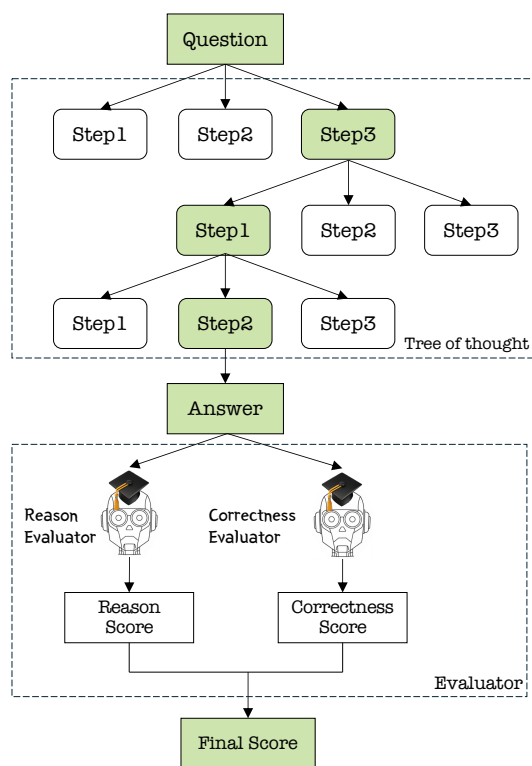 Question
Step1
Step2
Step3
Step1
Step2
Step3
Step1
Step2
Step3
Tree of thought
Answer
Reason
Evaluator
Correctness
Evaluator
Reason
Score
Correctness
Score
Evaluator
Final Score